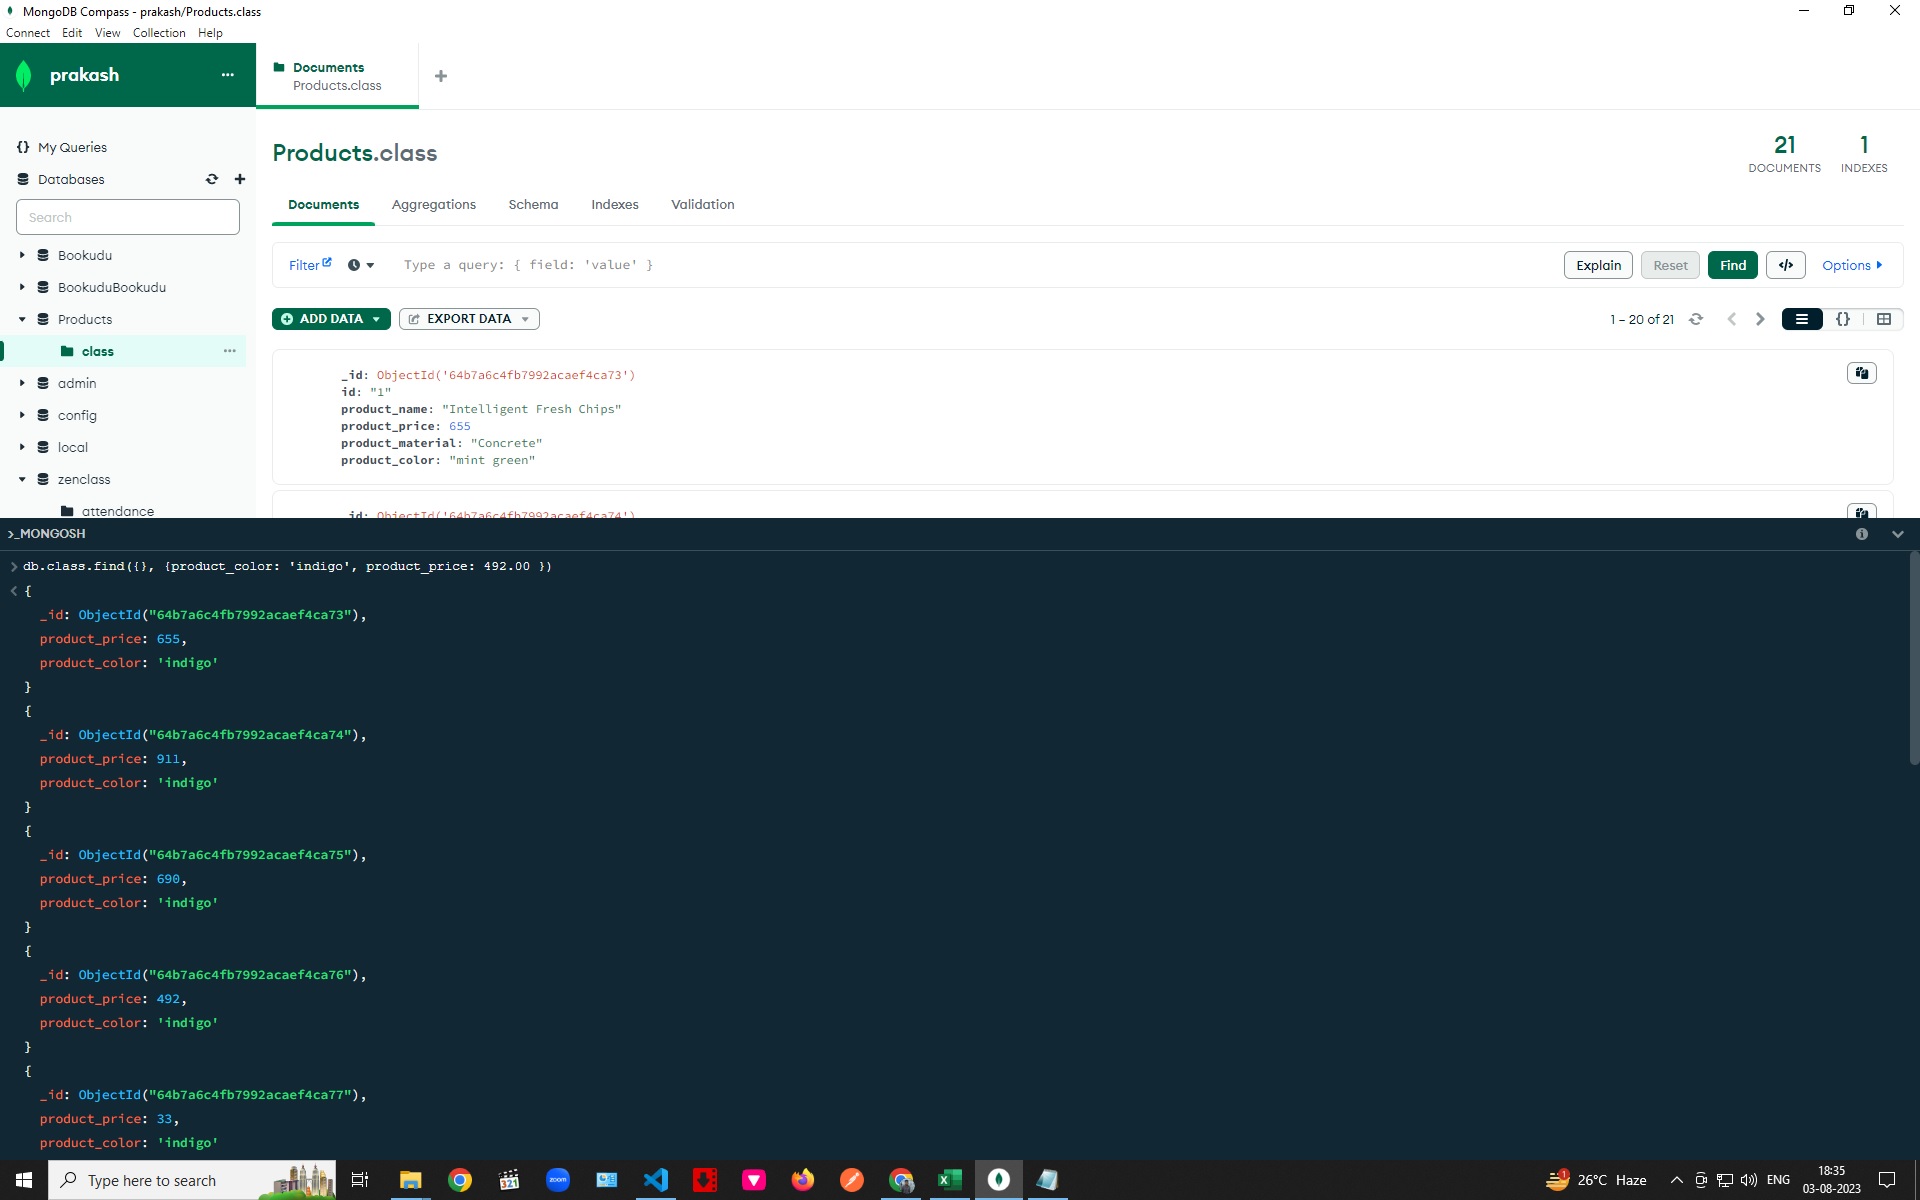 MongoDB Compass - prakash/Products.class
Connect Edit View Collection Help
prakash
Documents
Products.class
My Queries
Databases
Search
Bookudu
BookuduBookudu
Products
class
admin
config
local
zenclass
attendance
Products.class
21
DOCUMENTS
1
INDEXES
Documents Aggregations Schema Indexes Validation
Filter Type a query: { field: 'value' } Explain Reset Find </> Options
ADD DATA EXPORT DATA 1 – 20 of 21 {}
_id: ObjectId('64b7a6c4fb7992acaef4ca73')
id: "1"
product_name: "Intelligent Fresh Chips"
product_price: 655
product_material: "Concrete"
product_color: "mint green"
_id: ObjectId('64b7a6c4fb7992acaef4ca74')
>_MONGOSH
> db.class.find({}, {product_color: 'indigo', product_price: 492.00 })
< {
_id: ObjectId("64b7a6c4fb7992acaef4ca73"),
product_price: 655,
product_color: 'indigo'
}
{
_id: ObjectId("64b7a6c4fb7992acaef4ca74"),
product_price: 911,
product_color: 'indigo'
}
{
_id: ObjectId("64b7a6c4fb7992acaef4ca75"),
product_price: 690,
product_color: 'indigo'
}
{
_id: ObjectId("64b7a6c4fb7992acaef4ca76"),
product_price: 492,
product_color: 'indigo'
}
{
_id: ObjectId("64b7a6c4fb7992acaef4ca77"),
product_price: 33,
product_color: 'indigo'
Type here to search 321 zoom 1 26°C Haze ENG 18:35
03-08-2023